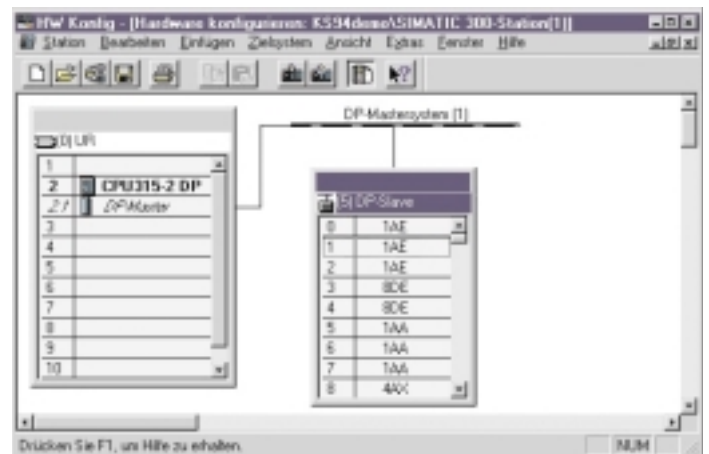 HW Konfig - [Hardware konfigurieren: KS94demo\SIMATIC 300-Station(1)]
Station Bearbeiten Einfügen Zielsystem Ansicht Extras Fenster Hilfe
DP-Mastersystem (1)
(0) UR
1
2 CPU315-2 DP
2.1 DP-Master
3
4
5
6
7
8
9
10
(5) DP-Slave
0 1AE
1 1AE
2 1AE
3 8DE
4 8DE
5 1AA
6 1AA
7 1AA
8 4AX
Drücken Sie F1, um Hilfe zu erhalten.
NUM